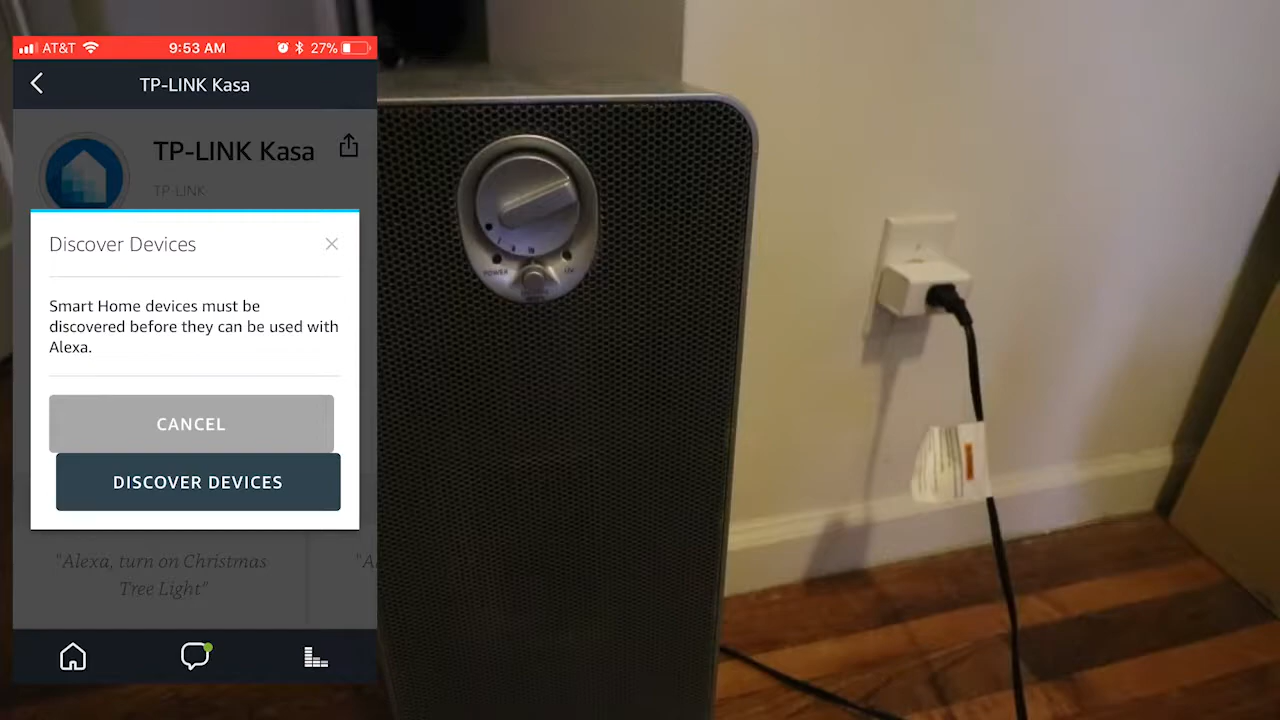 AT&T 9:53 AM 27%
TP-LINK Kasa
TP-LINK Kasa
TP-LINK
Discover Devices
Smart Home devices must be
discovered before they can be used with
Alexa.
CANCEL
DISCOVER DEVICES
"Alexa, turn on Christmas
Tree Light"
"A
POWER UV